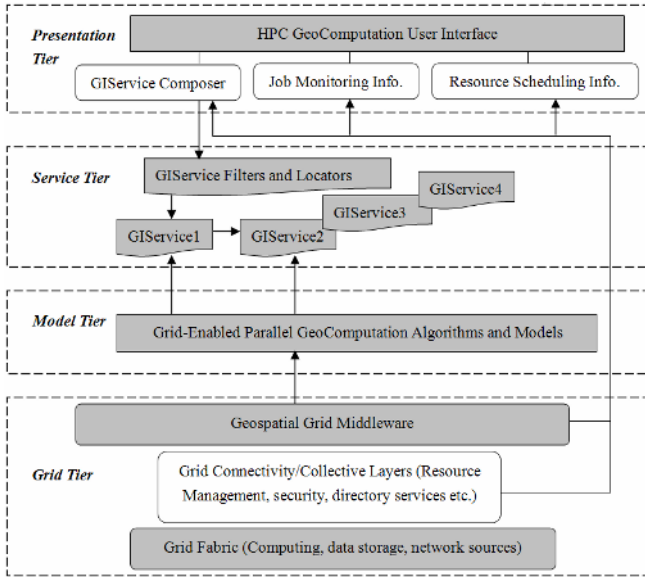 Presentation
Tier
HPC GeoComputation User Interface
GIService Composer
Job Monitoring Info.
Resource Scheduling Info.
Service Tier
GIService Filters and Locators
GIService4
GIService3
GIService1
GIService2
Model Tier
Grid-Enabled Parallel GeoComputation Algorithms and Models
Geospatial Grid Middleware
Grid Tier
Grid Connectivity/Collective Layers (Resource
Management, security, directory services etc.)
Grid Fabric (Computing, data storage, network sources)